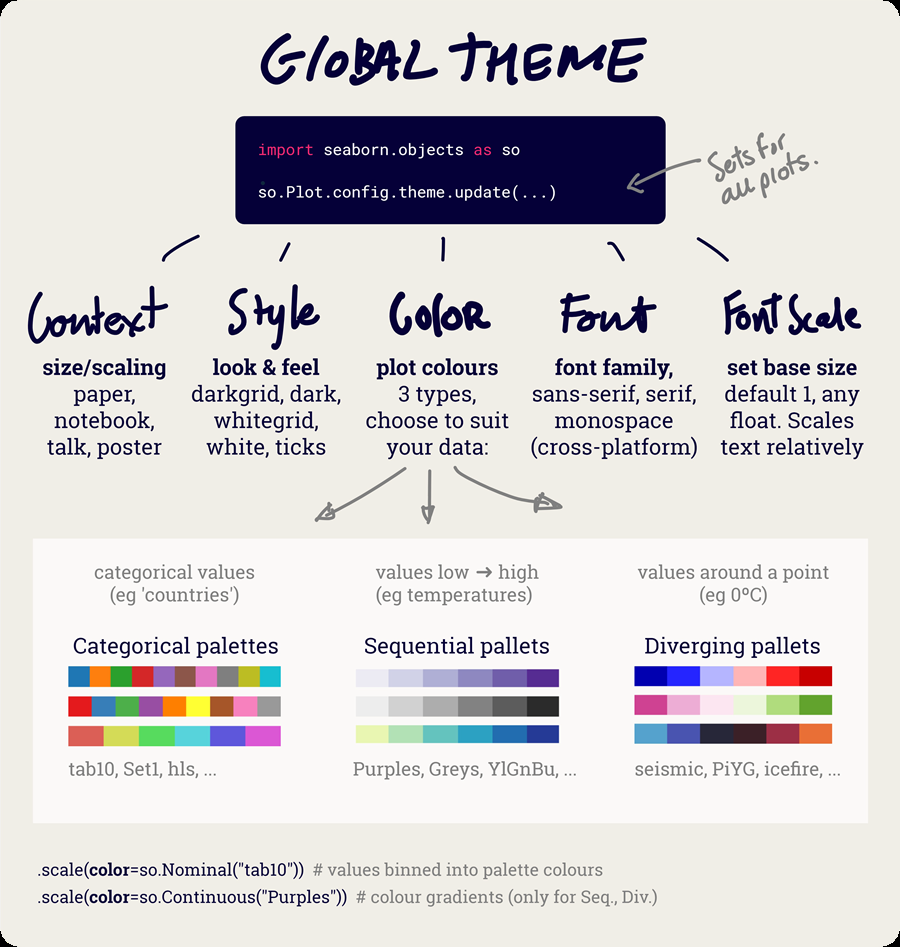 GLOBAL THEME
import seaborn.objects as so
so.Plot.config.theme.update(...)
Sets for
all plots.
Context
size/scaling
paper,
notebook,
talk, poster
Style
look & feel
darkgrid, dark,
whitegrid,
white, ticks
Color
plot colours
3 types,
choose to suit
your data:
Font
font family,
sans-serif, serif,
monospace
(cross-platform)
Font Scale
set base size
default 1, any
float. Scales
text relatively
categorical values
(eg 'countries')
Categorical palettes
tab10, Set1, hls, ...
values low → high
(eg temperatures)
Sequential pallets
Purples, Greys, YlGnBu, ...
values around a point
(eg 0ºC)
Diverging pallets
seismic, PiYG, icefire, ...
.scale(color=so.Nominal("tab10")) # values binned into palette colours
.scale(color=so.Continuous("Purples")) # colour gradients (only for Seq., Div.)